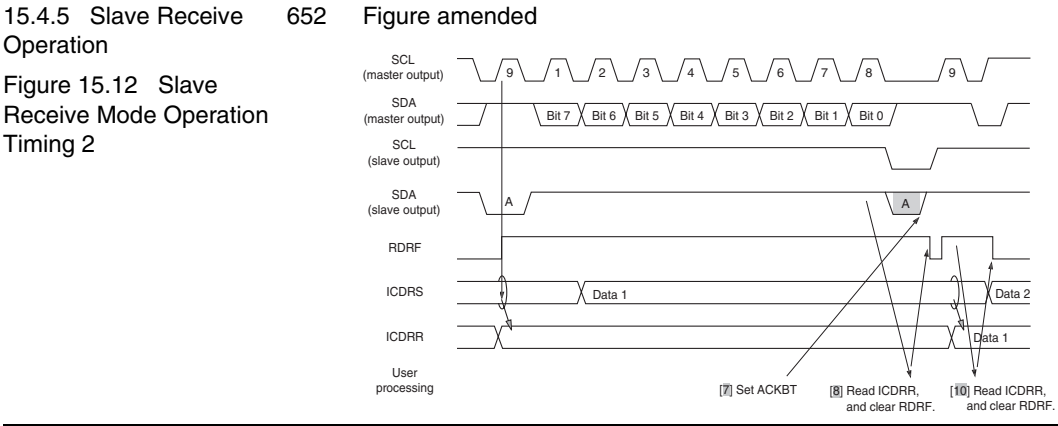 15.4.5 Slave Receive
Operation
652
Figure amended
Figure 15.12 Slave
Receive Mode Operation
Timing 2
SCL
(master output)
9
1
2
3
4
5
6
7
8
9
SDA
(master output)
Bit 7
Bit 6
Bit 5
Bit 4
Bit 3
Bit 2
Bit 1
Bit 0
SCL
(slave output)
SDA
(slave output)
A
A
RDRF
ICDRS
Data 1
Data 2
ICDRR
Data 1
User
processing
[7] Set ACKBT
[8] Read ICDRR,
and clear RDRF.
[10] Read ICDRR,
and clear RDRF.